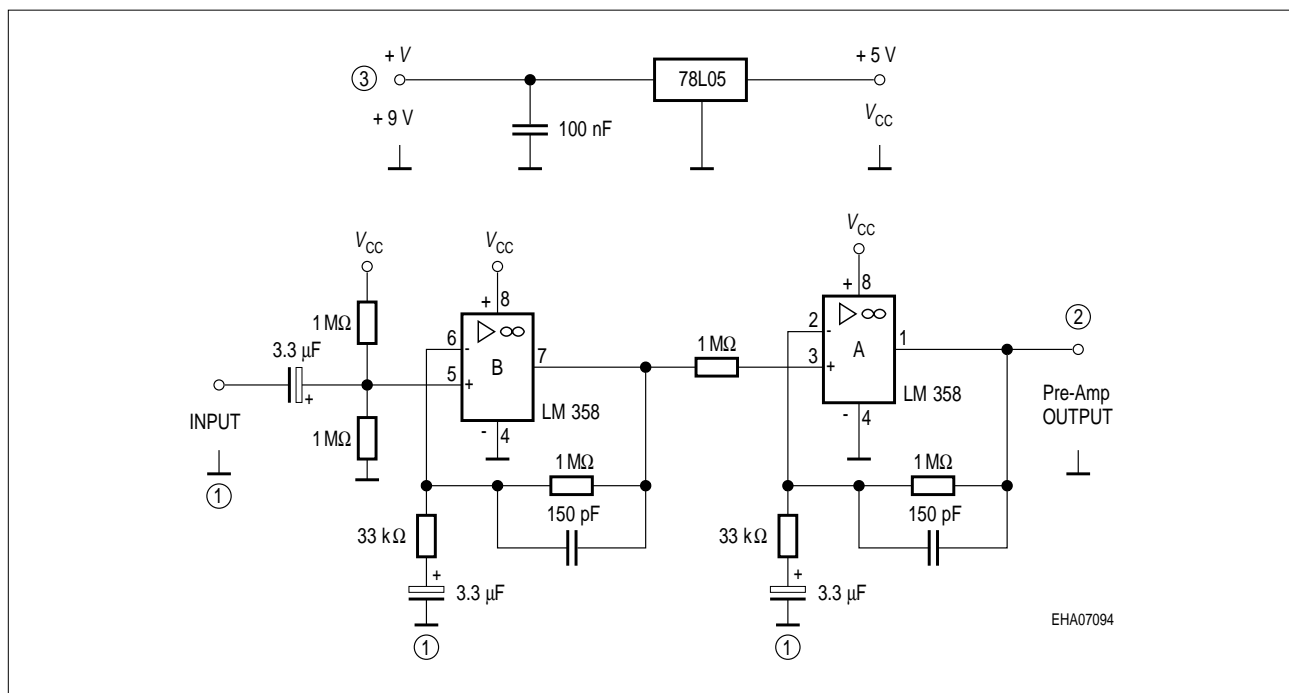 + V
+ 5 V
3
78L05
+ 9 V
100 nF
VCC
VCC
VCC
VCC
+ 8
+ 8
1 MΩ
2
6
- ▷ ∞
2
- ▷ ∞
1
3.3 µF
B
7
1 MΩ
A
5
+
3
+
+
LM 358
LM 358
Pre-Amp
INPUT
OUTPUT
1 MΩ
- 4
- 4
1 MΩ
1 MΩ
1
150 pF
150 pF
33 kΩ
33 kΩ
+
+
3.3 µF
3.3 µF
EHA07094
1
1